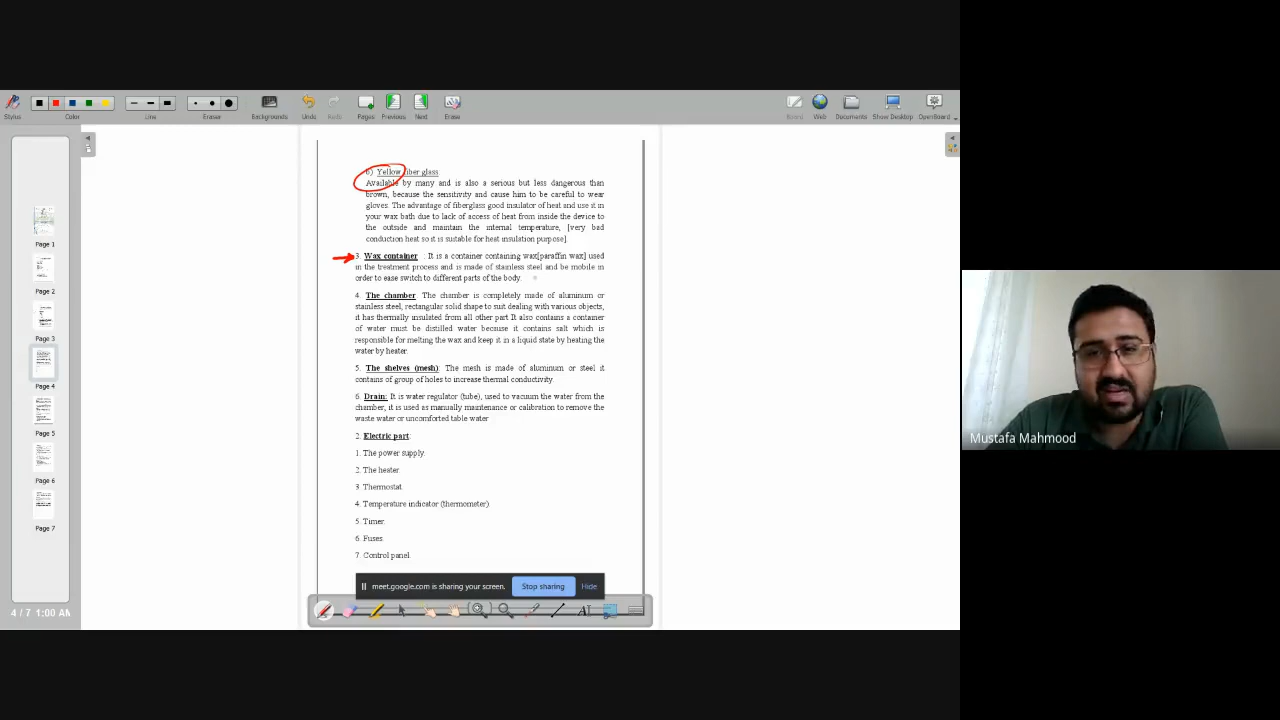 Stylus
Color
Line
Eraser
Backgrounds
Undo
Redo
Pages
Previous
Next
Erase
Board
Web
Documents
Show Desktop
OpenBoard
Page 1
Page 2
Page 3
Page 4
Page 5
Page 6
Page 7
4 / 7 1:00 AM
b) Yellow fiber glass
Available by many and is also a serious but less dangerous than
brown, because the sensitivity and cause him to be careful to wear
gloves. The advantage of fiberglass good insulator of heat and use it in
your wax bath due to lack of access of heat from inside the device to
the outside and maintain the internal temperature, [very bad
conduction heat so it is suitable for heat insulation purpose]
3. Wax container : It is a container containing wax[paraffin wax] used
in the treatment process and is made of stainless steel and be mobile in
order to ease switch to different parts of the body.
4. The chamber The chamber is completely made of aluminum or
stainless steel, rectangular solid shape to suit dealing with various objects,
it has thermally insulated from all other part It also contains a container
of water must be distilled water because it contains salt which is
responsible for melting the wax and keep it in a liquid state by heating the
water by heater.
5. The shelves (mesh) The mesh is made of aluminum or steel it
contains of group of holes to increase thermal conductivity.
6. Drain: It is water regulator (tube), used to vacuum the water from the
chamber, it is used as manually maintenance or calibration to remove the
waste water or uncomforted table water
2. Electric part:
1. The power supply.
2. The heater
3. Thermostat
4. Temperature indicator (thermometer)
5. Timer.
6. Fuses
7. Control panel
meet.google.com is sharing your screen.
Stop sharing
Hide
Mustafa Mahmood